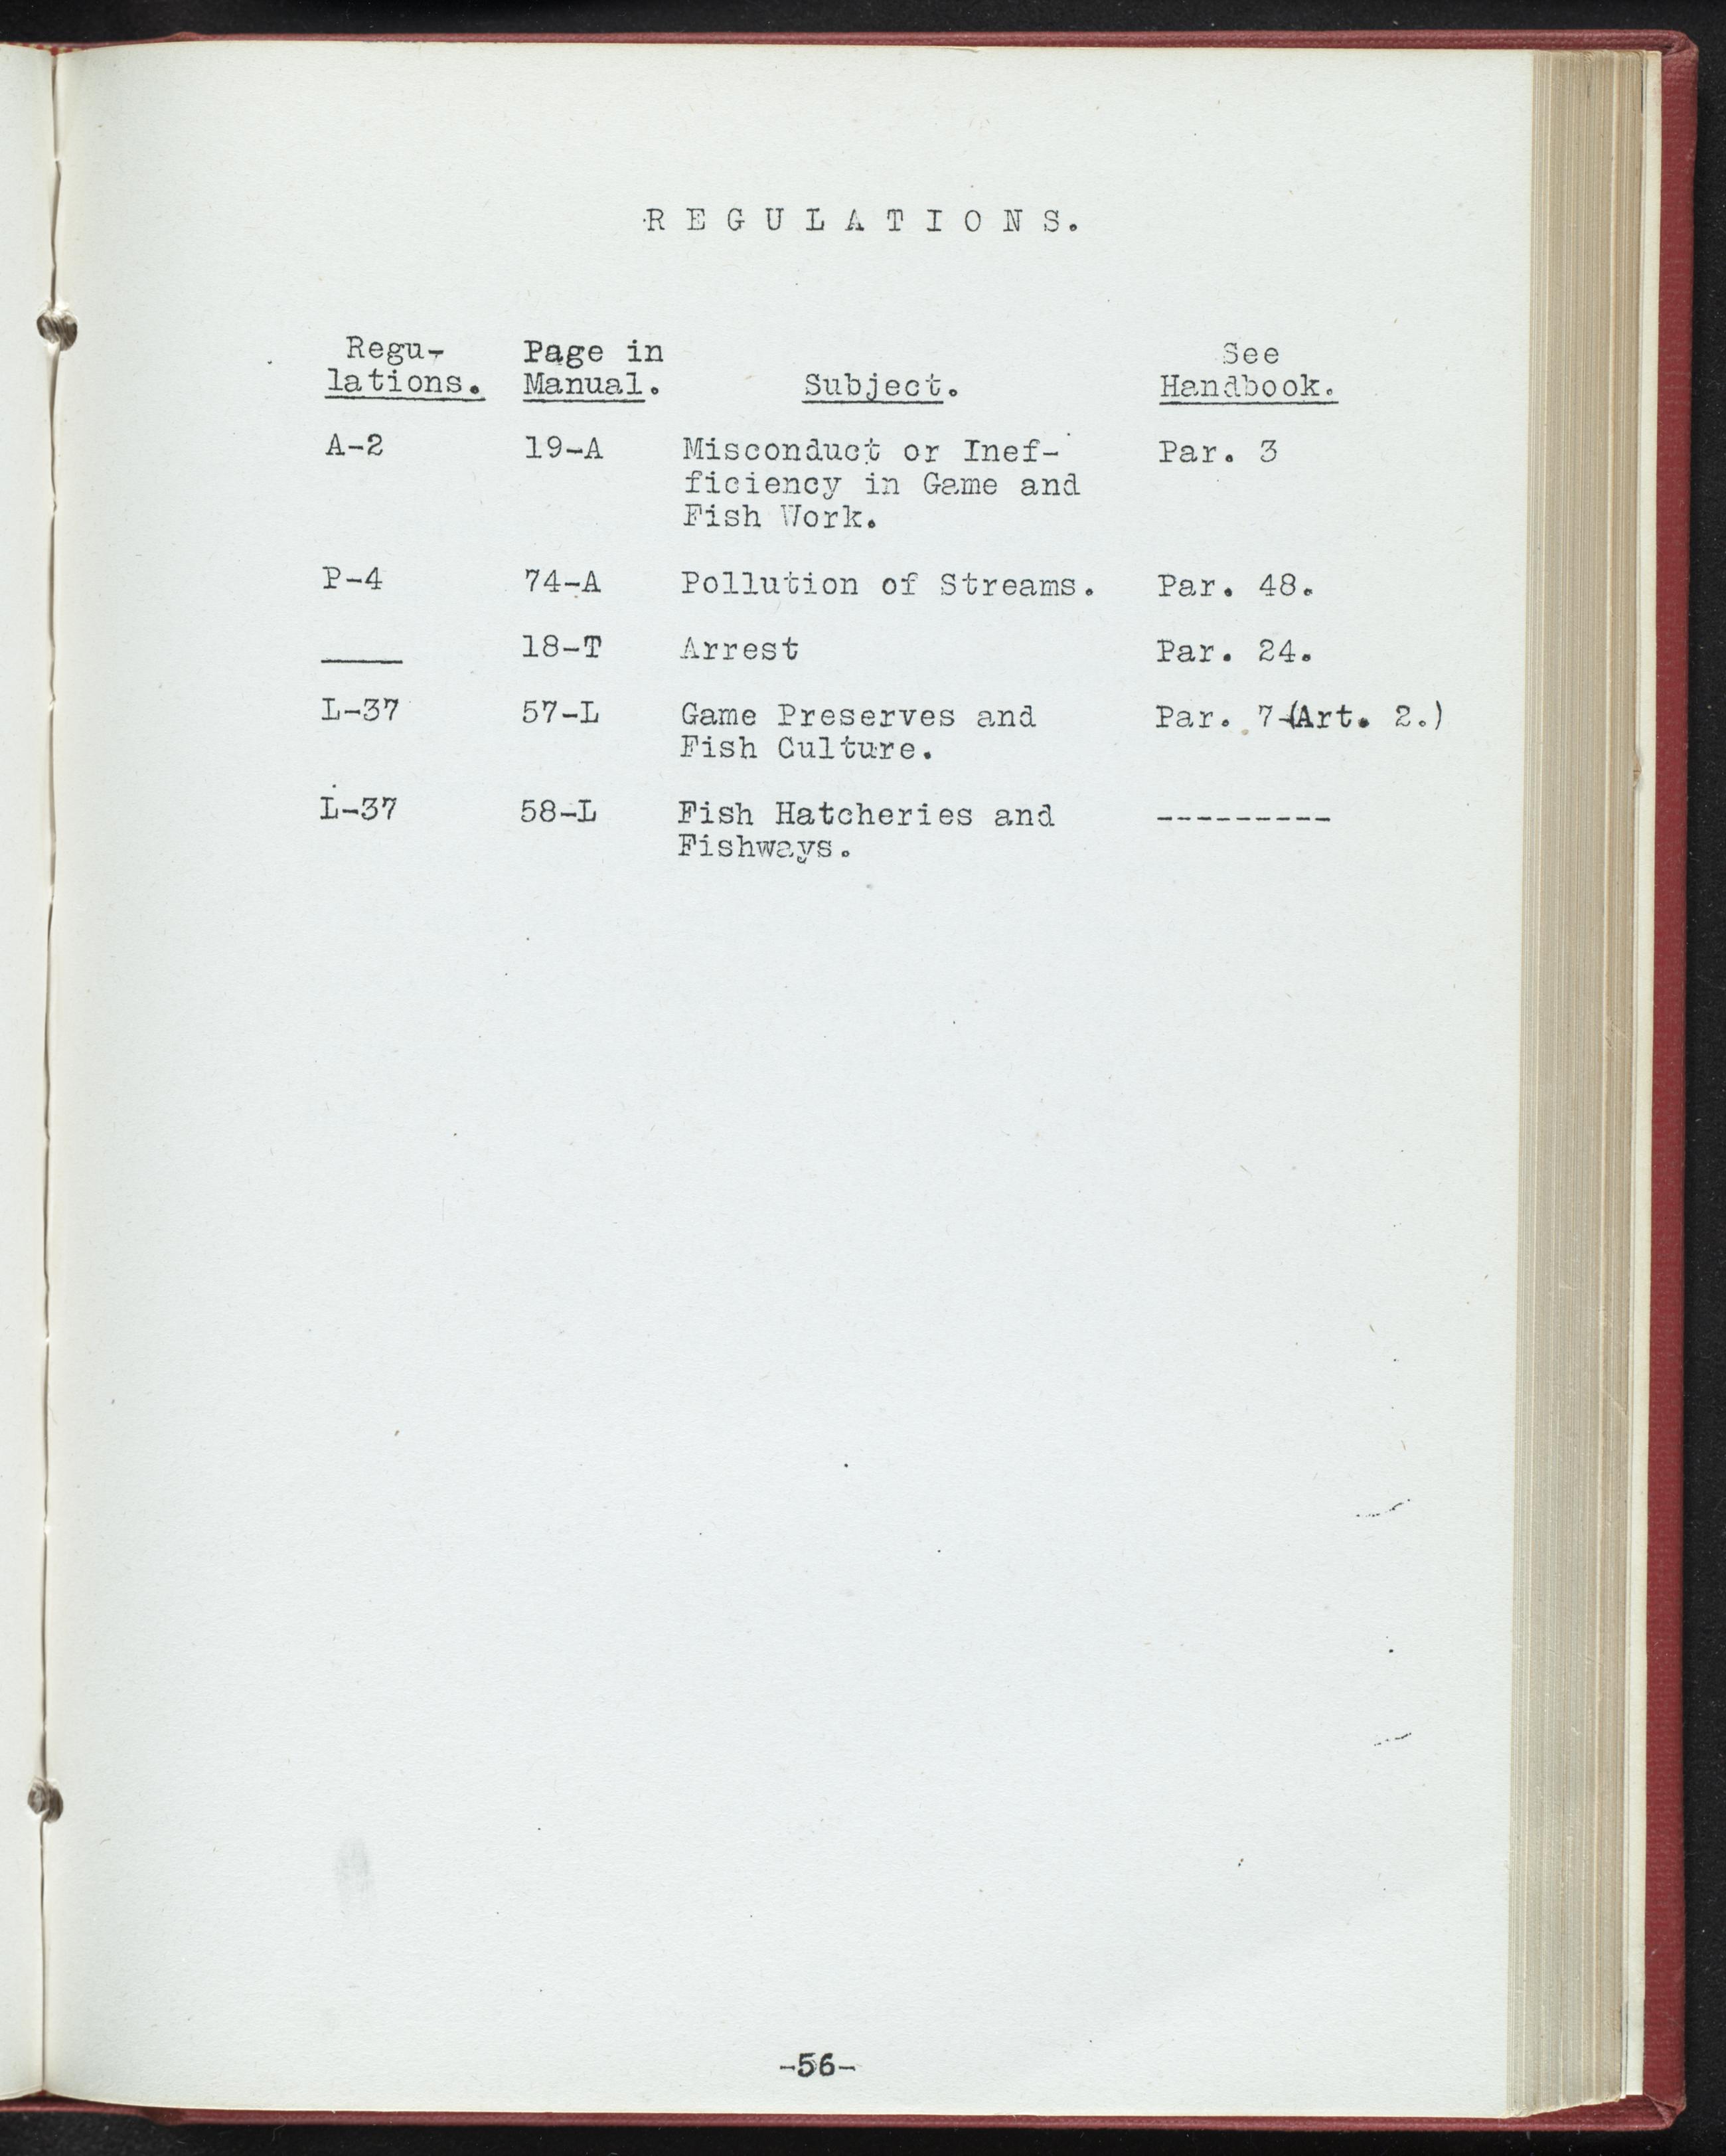 REGULATIONS.
Regu- Page in See
lations. Manual. Subject. Handbook.
A-2 19-A Misconduct or Inef- Par. 3
ficiency in Game and
Fish Work.
P-4 74-A Pollution of Streams. Par. 48.
____ 18-T Arrest Par. 24.
L-37 57-L Game Preserves and Par. 7-(Art. 2.)
Fish Culture.
L-37 58-L Fish Hatcheries and ---------
Fishways.
-56-